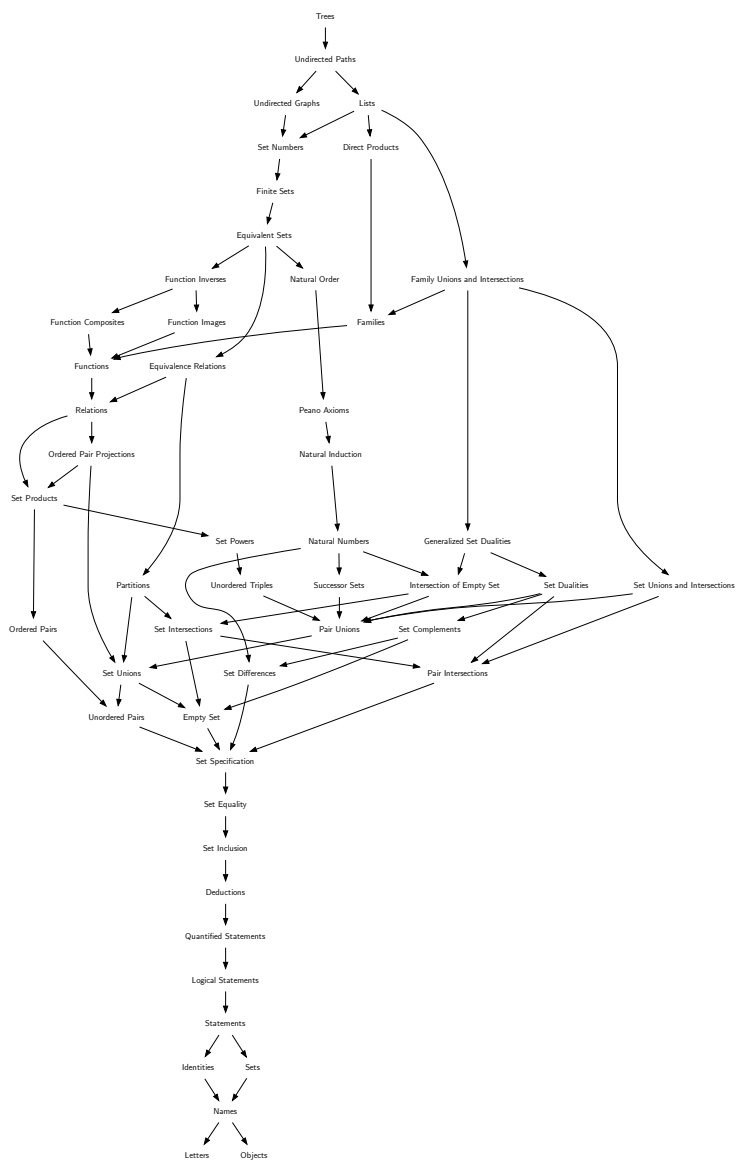 Trees
Undirected Paths
Undirected Graphs
Lists
Set Numbers
Direct Products
Finite Sets
Equivalent Sets
Function Inverses
Natural Order
Family Unions and Intersections
Function Composites
Function Images
Families
Functions
Equivalence Relations
Relations
Peano Axioms
Ordered Pair Projections
Natural Induction
Set Products
Set Powers
Natural Numbers
Generalized Set Dualities
Partitions
Unordered Triples
Successor Sets
Intersection of Empty Set
Set Dualities
Set Unions and Intersections
Ordered Pairs
Set Intersections
Pair Unions
Set Complements
Set Unions
Set Differences
Pair Intersections
Unordered Pairs
Empty Set
Set Specification
Set Equality
Set Inclusion
Deductions
Quantified Statements
Logical Statements
Statements
Identities
Sets
Names
Letters
Objects